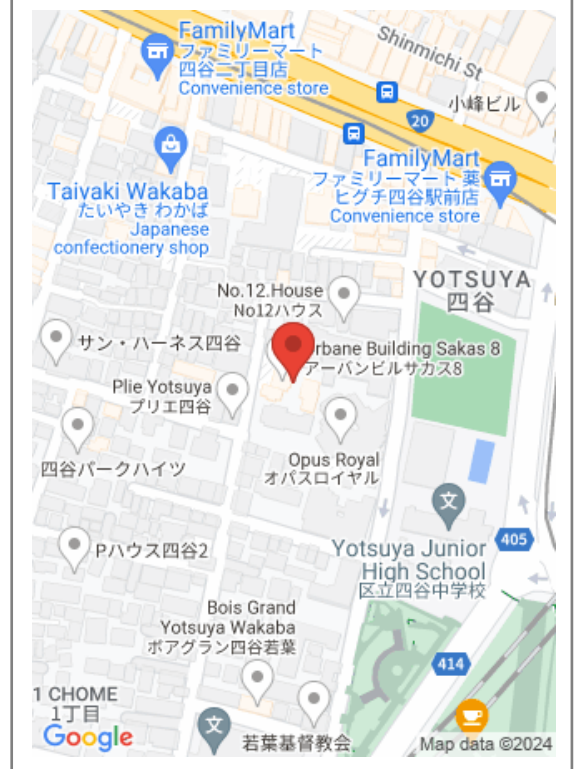 FamilyMart
ファミリーマート
四谷二丁目店
Convenience store
Shinmichi St
小峰ビル
20
Taiyaki Wakaba
たいやき わかば
Japanese
confectionery shop
FamilyMart
ファミリーマート 薬
ヒグチ四谷駅前店
Convenience store
YOTSUYA
四谷
No.12.House
No12ハウス
サン・ハーネス四谷
rbane Building Sakas 8
アーバンビルサカス8
Plie Yotsuya
プリエ四谷
四谷パークハイツ
Opus Royal
オパスロイヤル
文
Pハウス四谷2
Yotsuya Junior
High School
区立四谷中学校
405
Bois Grand
Yotsuya Wakaba
ボアグラン四谷若葉
414
1 CHOME
1丁目
文
若葉基督教会
Google
Map data ©2024